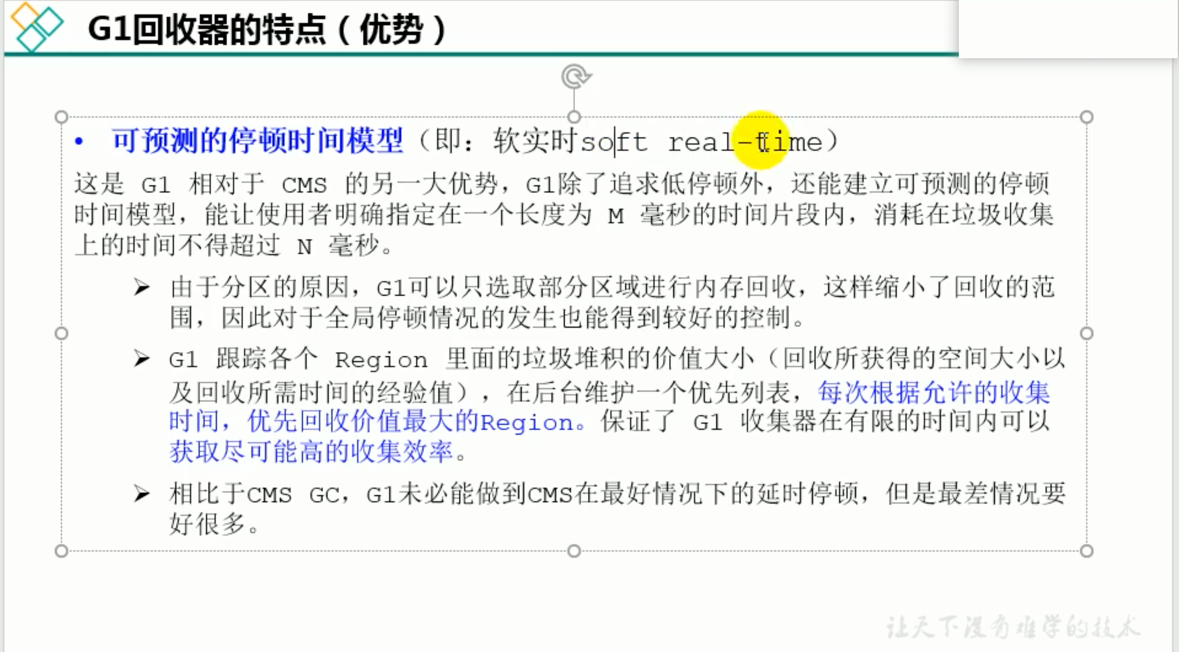 G1回收器的特点（优势）
• 可预测的停顿时间模型（即：软实时soft real-time）
这是 G1 相对于 CMS 的另一大优势，G1除了追求低停顿外，还能建立可预测的停顿
时间模型，能让使用者明确指定在一个长度为 M 毫秒的时间片段内，消耗在垃圾收集
上的时间不得超过 N 毫秒。
➢ 由于分区的原因，G1可以只选取部分区域进行内存回收，这样缩小了回收的范
围，因此对于全局停顿情况的发生也能得到较好的控制。
➢ G1 跟踪各个 Region 里面的垃圾堆积的价值大小（回收所获得的空间大小以
及回收所需时间的经验值），在后台维护一个优先列表，每次根据允许的收集
时间，优先回收价值最大的Region。保证了 G1 收集器在有限的时间内可以
获取尽可能高的收集效率。
➢ 相比于CMS GC，G1未必能做到CMS在最好情况下的延时停顿，但是最差情况要
好很多。
让天下没有难学的技术